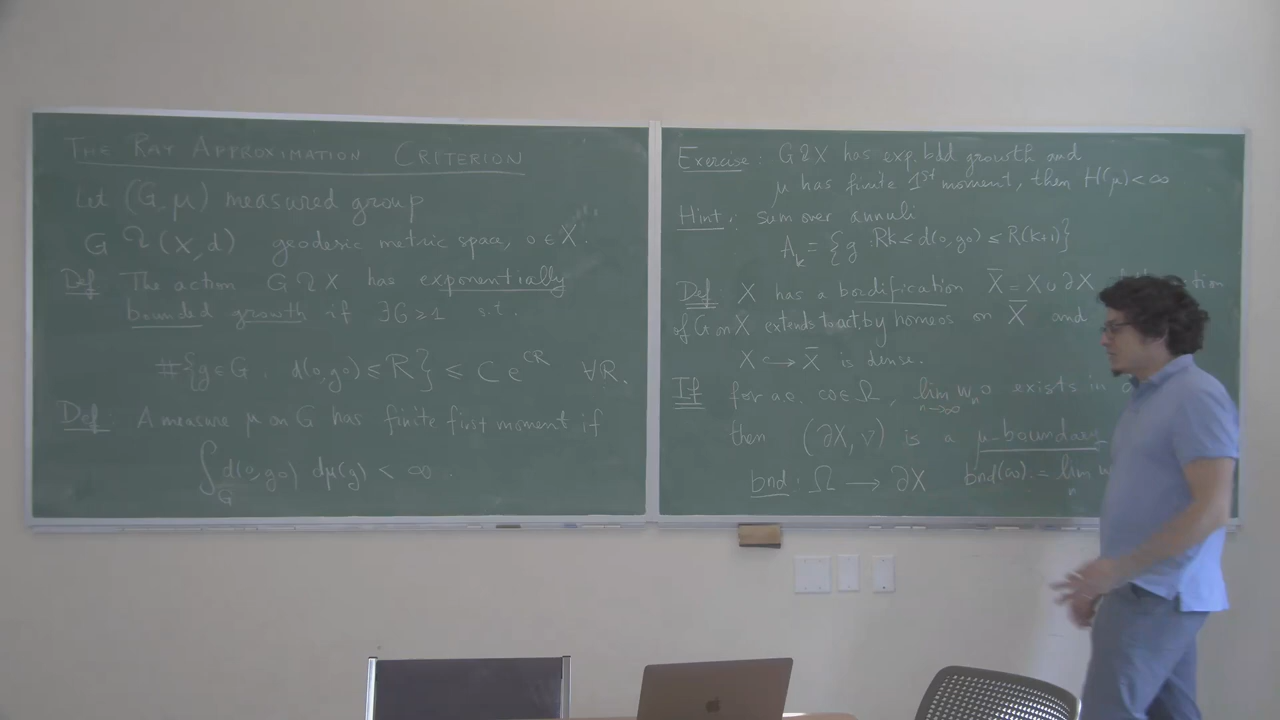 THE RAY APPROXIMATION CRITERION
Let (G, μ) measured group
G ↷ (X,d) geodesic metric space, o ∈ X.
Def The action G ↷ X has exponentially
bounded growth if ∃C≥1 s.t.
#{g∈G : d(o,go) ≤ R} ≤ C e^{CR} ∀R.
Def: A measure μ on G has finite first moment if
∫_G d(o,go) dμ(g) < ∞.
Exercise: G ↷ X has exp. bdd growth and
μ has finite 1st moment, then H(μ) < ∞
Hint: sum over annuli
A_k = {g : Rk ≤ d(o,go) ≤ R(k+1)}
Def: X has a bordification X̄ = X ∪ ∂X
of G on X extends to act. by homeos on X̄ and
X ↪ X̄ is dense.
If for a.e. ω∈Ω, lim_{n→∞} w_n o exists in
then (∂X, ν) is a μ-boundary
bnd : Ω → ∂X bnd(ω) := lim_n w